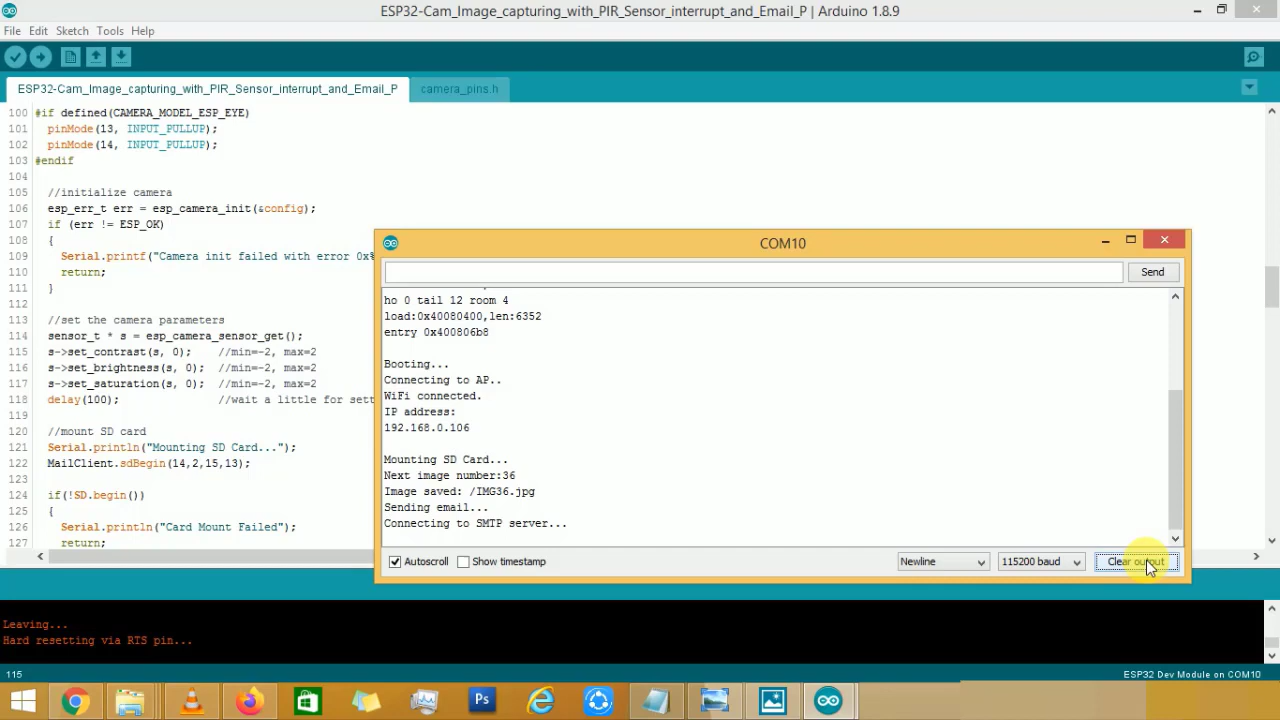 ESP32-Cam_Image_capturing_with_PIR_Sensor_interrupt_and_Email_P | Arduino 1.8.9
File Edit Sketch Tools Help
ESP32-Cam_Image_capturing_with_PIR_Sensor_interrupt_and_Email_P camera_pins.h
100 #if defined(CAMERA_MODEL_ESP_EYE)
101 pinMode(13, INPUT_PULLUP);
102 pinMode(14, INPUT_PULLUP);
103 #endif
104
105 //initialize camera
106 esp_err_t err = esp_camera_init(&config);
107 if (err != ESP_OK)
108 {
109 Serial.printf("Camera init failed with error 0x%
110 return;
111 }
112
113 //set the camera parameters
114 sensor_t * s = esp_camera_sensor_get();
115 s->set_contrast(s, 0); //min=-2, max=2
116 s->set_brightness(s, 0); //min=-2, max=2
117 s->set_saturation(s, 0); //min=-2, max=2
118 delay(100); //wait a little for sett
119
120 //mount SD card
121 Serial.println("Mounting SD Card...");
122 MailClient.sdBegin(14,2,15,13);
123
124 if(!SD.begin())
125 {
126 Serial.println("Card Mount Failed");
127 return;
COM10
Send
ho 0 tail 12 room 4
load:0x40080400,len:6352
entry 0x400806b8
Booting...
Connecting to AP..
WiFi connected.
IP address:
192.168.0.106
Mounting SD Card...
Next image number:36
Image saved: /IMG36.jpg
Sending email...
Connecting to SMTP server...
Autoscroll Show timestamp Newline 115200 baud Clear output
Leaving...
Hard resetting via RTS pin...
115 ESP32 Dev Module on COM10
Ps